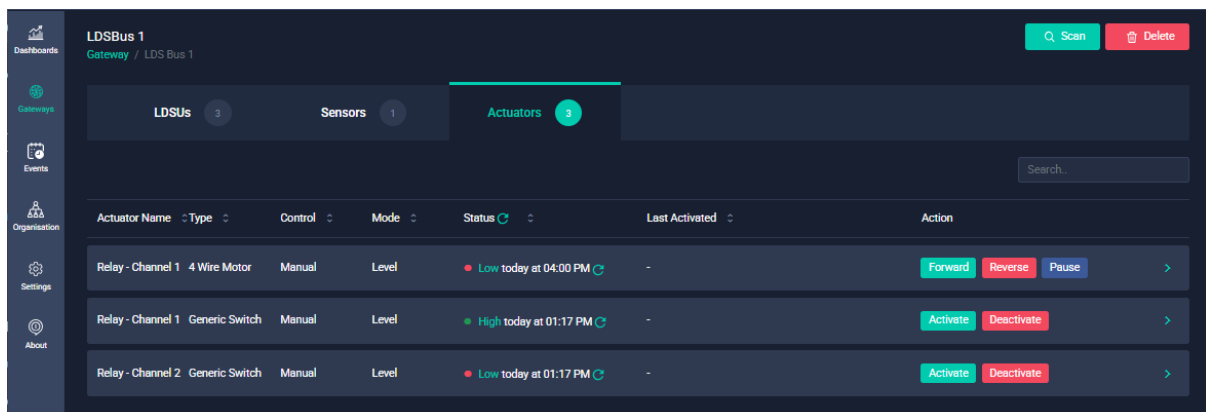 Dashboards
Gateways
Events
Organisation
Settings
About
LDSBus 1
Gateway / LDS Bus 1
Scan
Delete
LDSUs 3
Sensors 1
Actuators 3
Search..
Actuator Name Type Control Mode Status Last Activated Action
Relay - Channel 1 4 Wire Motor Manual Level Low today at 04:00 PM - Forward Reverse Pause
Relay - Channel 1 Generic Switch Manual Level High today at 01:17 PM - Activate Deactivate
Relay - Channel 2 Generic Switch Manual Level Low today at 01:17 PM - Activate Deactivate